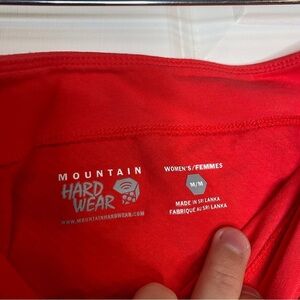 MOUNTAIN
HARD
WEAR
WWW.MOUNTAINHARDWEAR.COM
WOMEN'S/FEMMES
M/M
MADE IN SRI LANKA
FABRIQUÉ AU SRI LANKA